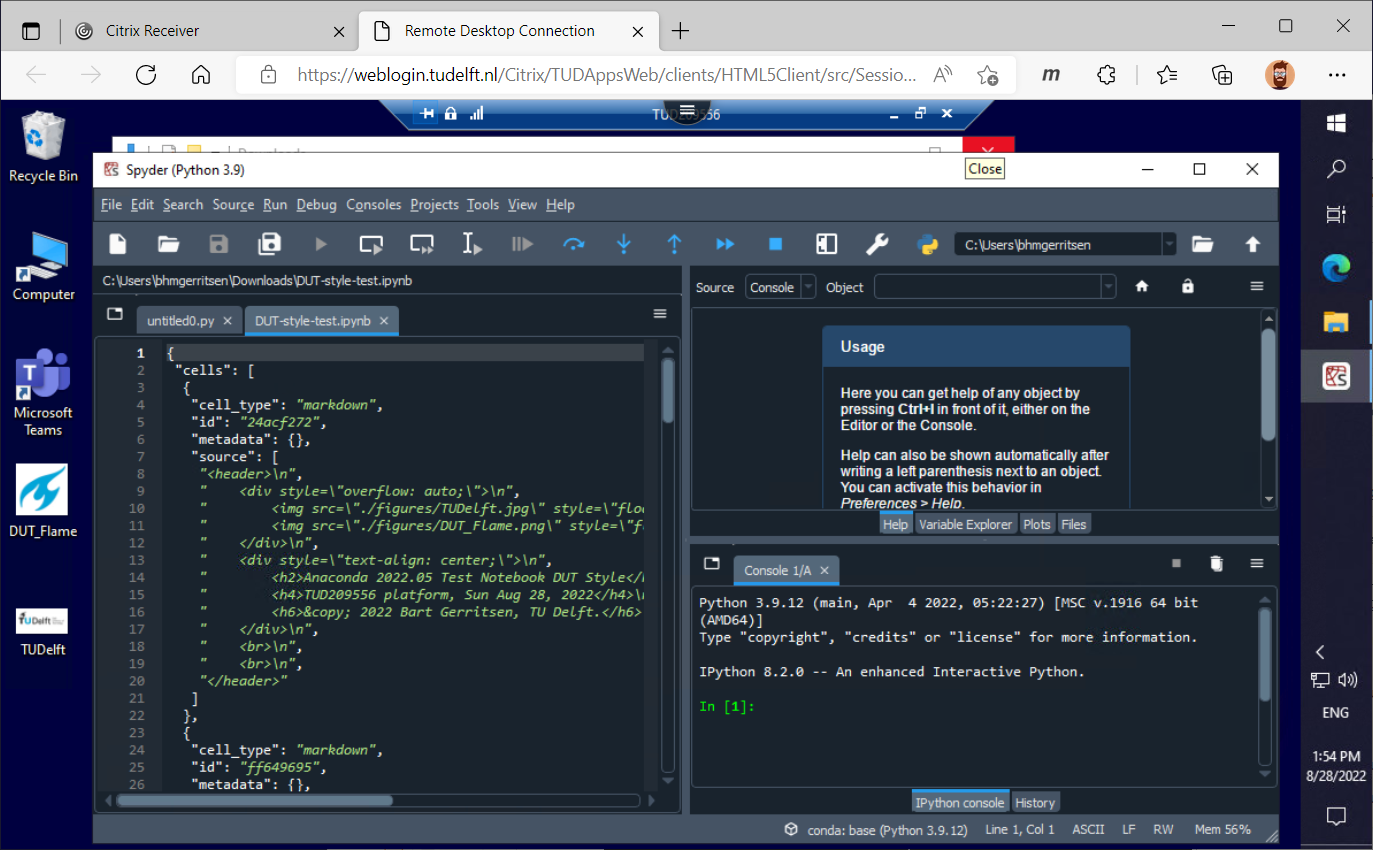 Citrix Receiver
Remote Desktop Connection
https://weblogin.tudelft.nl/Citrix/TUDAppsWeb/clients/HTML5Client/src/Sessio...
m
Recycle Bin
Computer
Microsoft
Teams
DUT_Flame
TUDelft
TUDelft
Spyder (Python 3.9)
Close
File Edit Search Source Run Debug Consoles Projects Tools View Help
C:\Users\bhmgerritsen
C:\Users\bhmgerritsen\Downloads\DUT-style-test.ipynb
untitled0.py
DUT-style-test.ipynb
1 {
2 "cells": [
3 {
4 "cell_type": "markdown",
5 "id": "24acf272",
6 "metadata": {},
7 "source": [
8 "<header>\n",
9 " <div style=\"overflow: auto;\">\n",
10 " <img src=\"./figures/TUDelft.jpg\" style=\"floa
11 " <img src=\"./figures/DUT_Flame.png\" style=\"f
12 " </div>\n",
13 " <div style=\"text-align: center;\">\n",
14 " <h2>Anaconda 2022.05 Test Notebook DUT Style</
15 " <h4>TUD209556 platform, Sun Aug 28, 2022</h4>\
16 " <h6>&copy; 2022 Bart Gerritsen, TU Delft.</h6>
17 " </div>\n",
18 " <br>\n",
19 " <br>\n",
20 "</header>"
21 ]
22 },
23 {
24 "cell_type": "markdown",
25 "id": "ff649695",
26 "metadata": {},
Source Console Object
Usage
Here you can get help of any object by
pressing Ctrl+I in front of it, either on the
Editor or the Console.
Help can also be shown automatically after
writing a left parenthesis next to an object.
You can activate this behavior in
Preferences > Help.
Help Variable Explorer Plots Files
Console 1/A
Python 3.9.12 (main, Apr  4 2022, 05:22:27) [MSC v.1916 64 bit
(AMD64)]
Type "copyright", "credits" or "license" for more information.
IPython 8.2.0 -- An enhanced Interactive Python.
In [1]:
IPython console History
conda: base (Python 3.9.12) Line 1, Col 1 ASCII LF RW Mem 56%
ENG
1:54 PM
8/28/2022